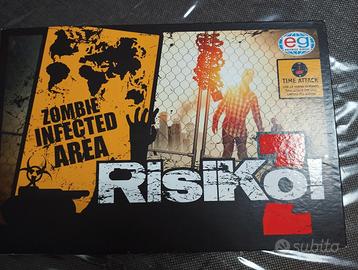 eg
TIME ATTACK
ZOMBIE
INFECTED
AREA
RisiKo!
Z
subito